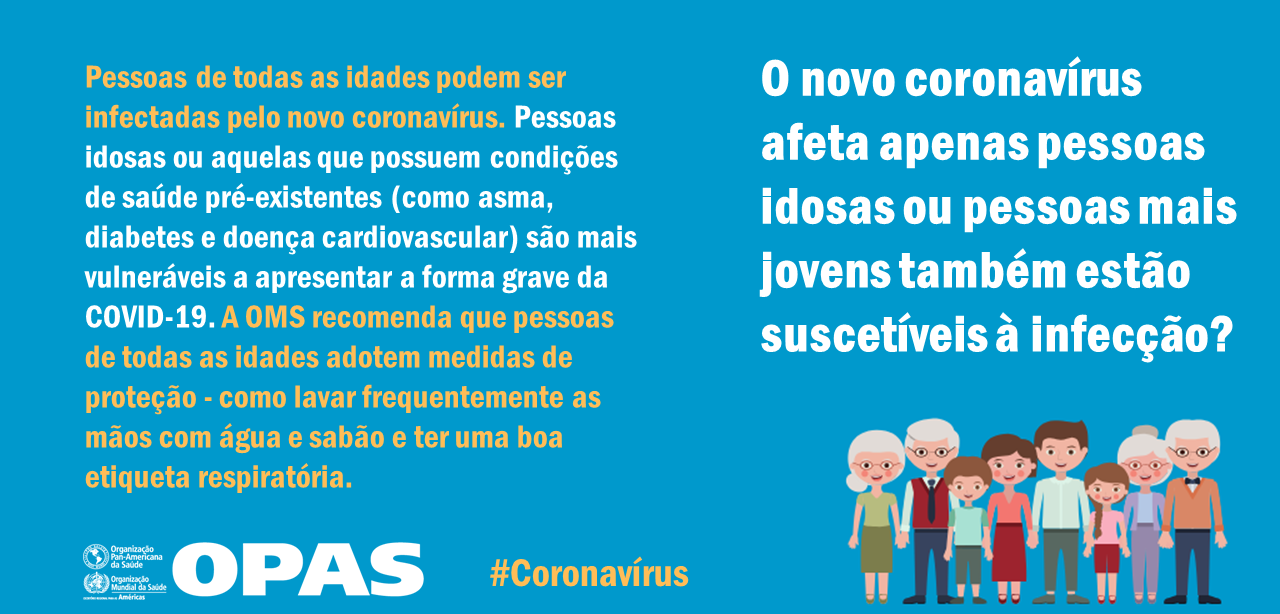 Pessoas de todas as idades podem ser
infectadas pelo novo coronavírus. Pessoas
idosas ou aquelas que possuem condições
de saúde pré-existentes (como asma,
diabetes e doença cardiovascular) são mais
vulneráveis a apresentar a forma grave da
COVID-19. A OMS recomenda que pessoas
de todas as idades adotem medidas de
proteção - como lavar frequentemente as
mãos com água e sabão e ter uma boa
etiqueta respiratória.
O novo coronavírus
afeta apenas pessoas
idosas ou pessoas mais
jovens também estão
suscetíveis à infecção?
Organização
Pan-Americana
da Saúde
Organização
Mundial da Saúde
Américas
OPAS
#Coronavírus